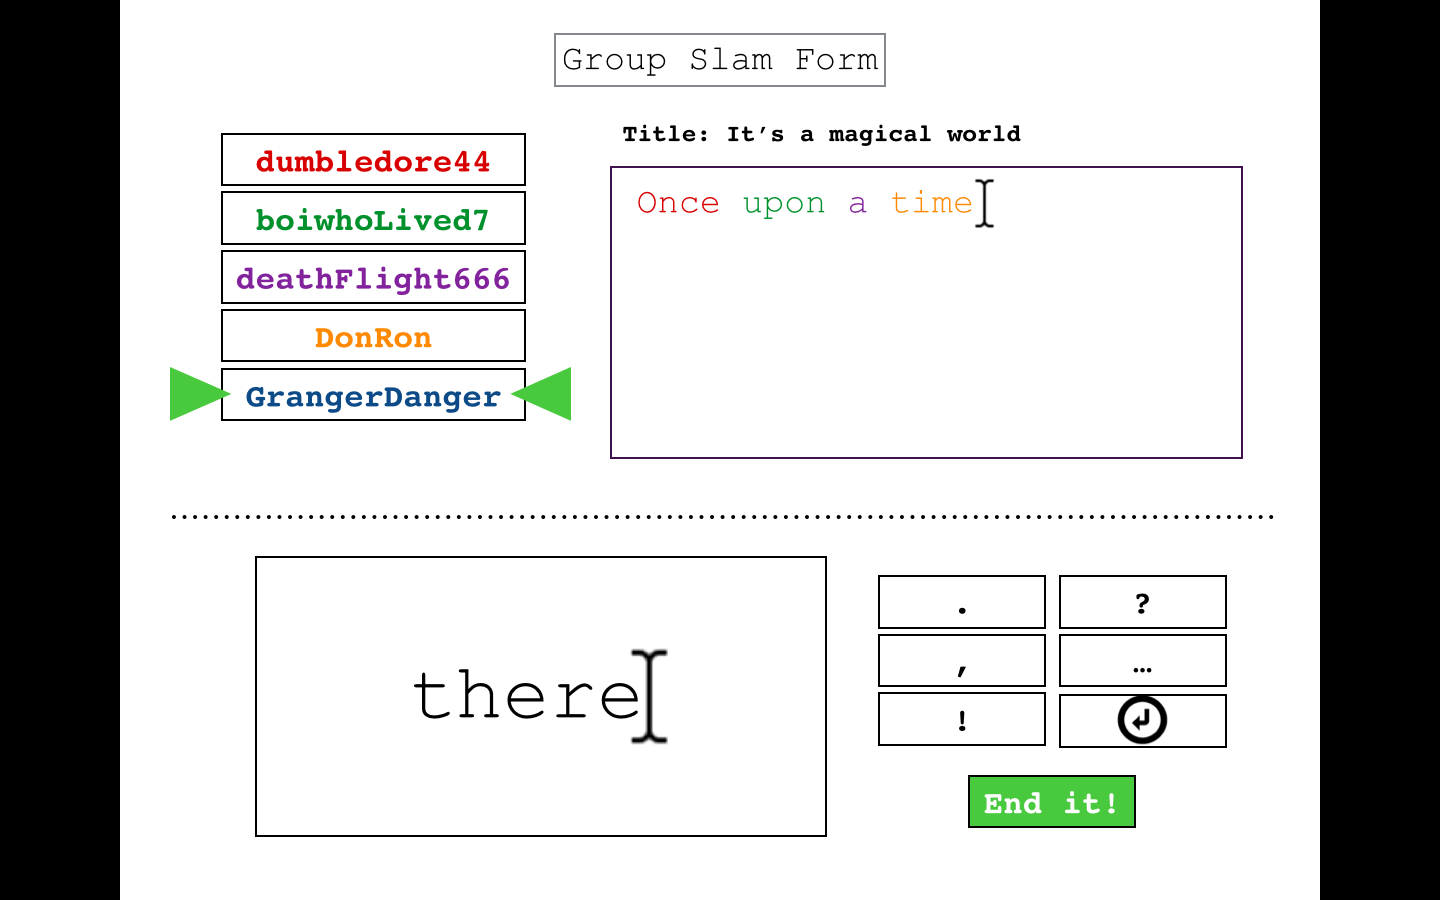 Group Slam Form
dumbledore44
boiwhoLived7
deathFlight666
DonRon
GrangerDanger
Title: It’s a magical world
Once upon a time
there
. ?
, …
!
End it!